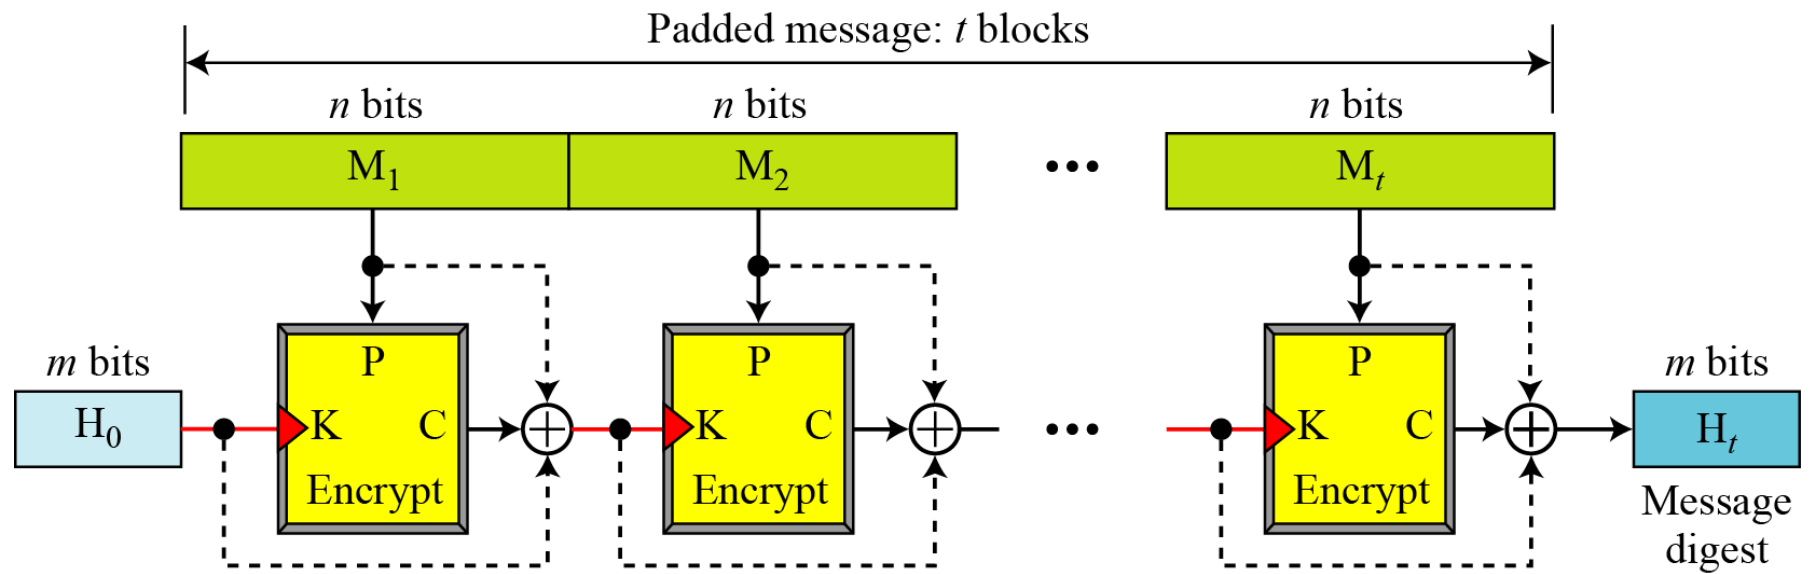 Padded message: t blocks
n bits n bits n bits
M1 M2 ... Mt
P P P
m bits m bits
H0 K C K C ... K C Ht
Encrypt Encrypt Encrypt
Message
digest